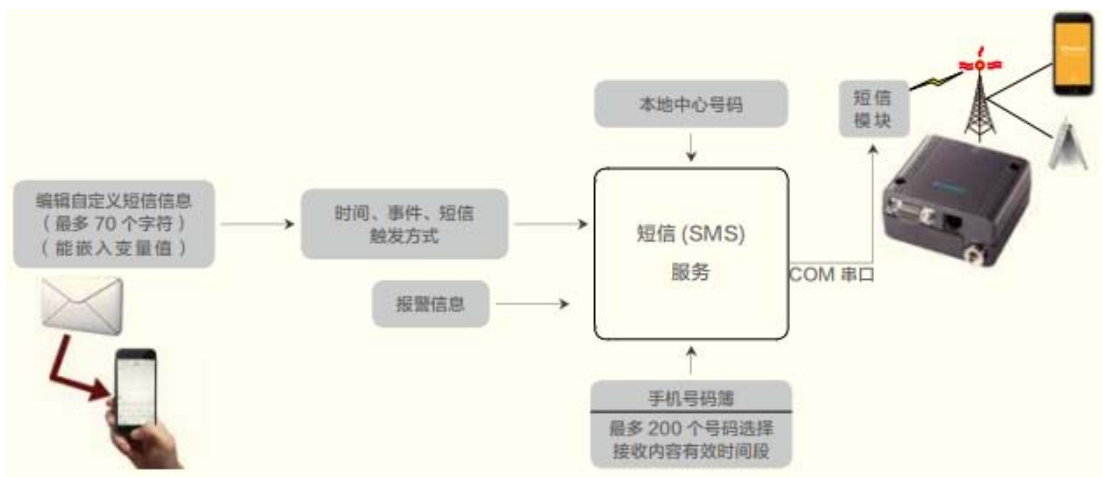 本地中心号码
短信
模块
编辑自定义短信信息
（最多 70 个字符）
（能嵌入变量值）
时间、事件、短信
触发方式
短信 (SMS)
服务
COM 串口
报警信息
手机号码簿
最多 200 个号码选择
接收内容有效时间段